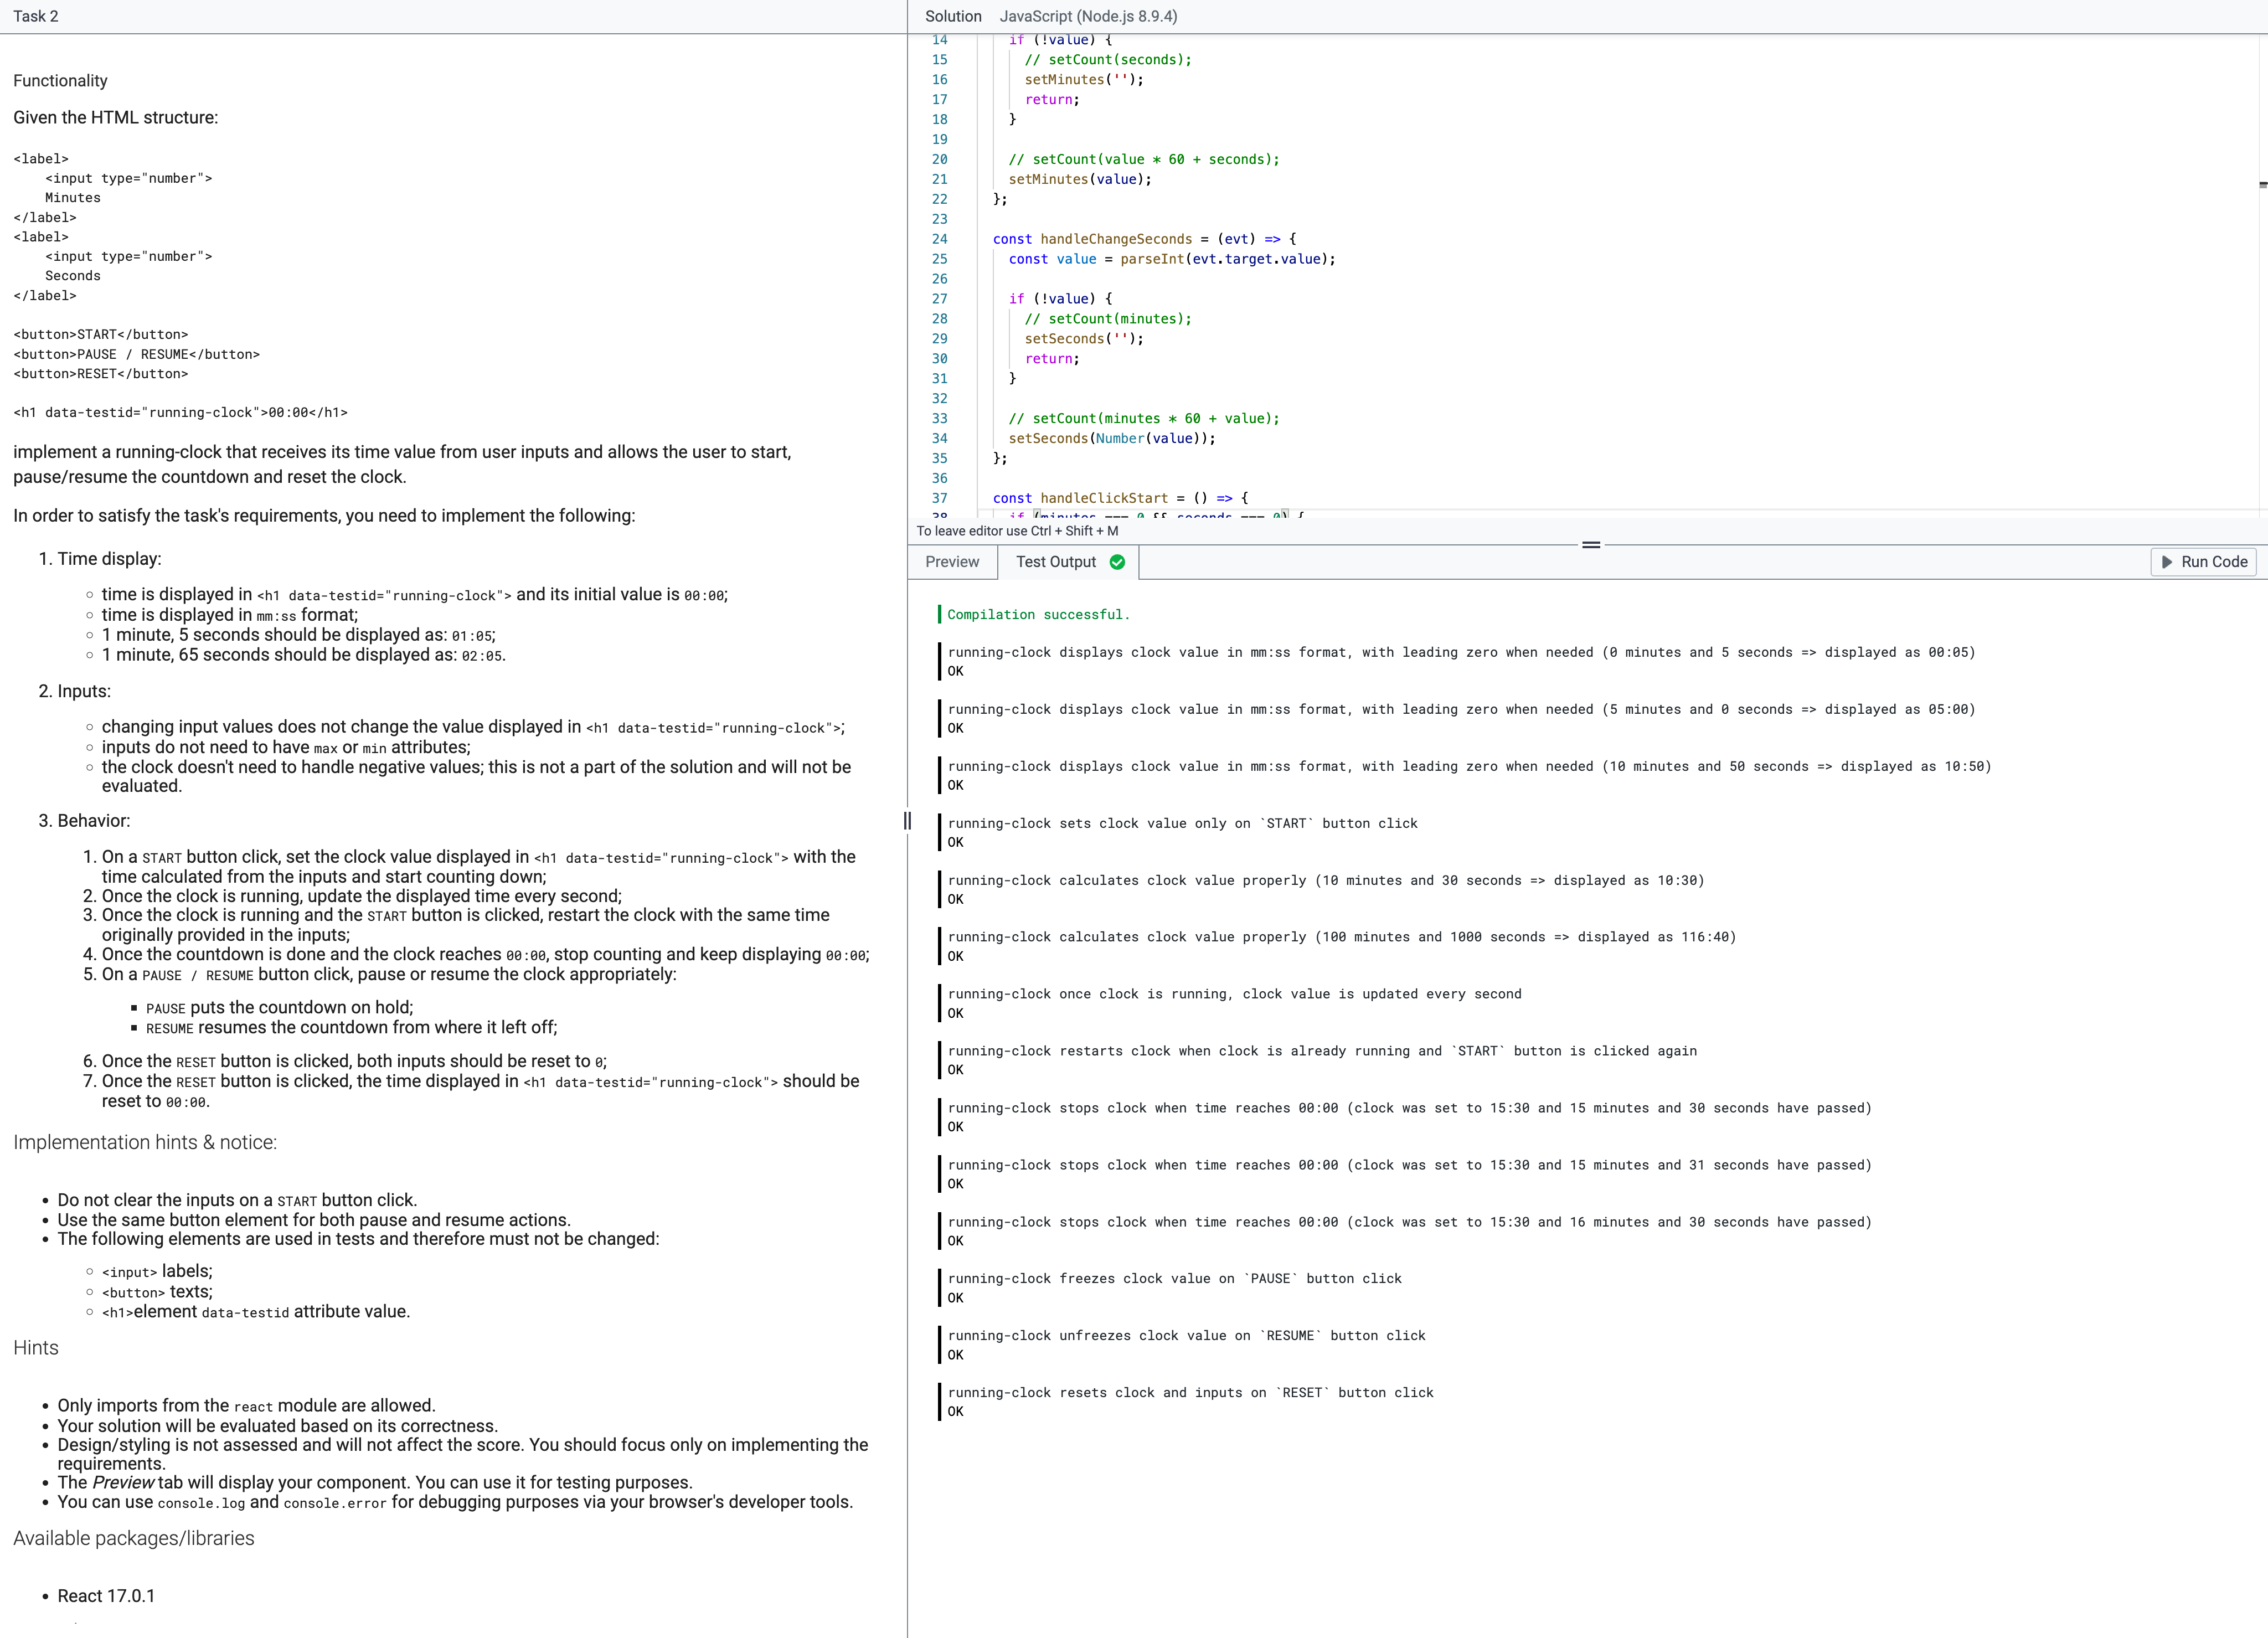 Task 2
Functionality
Given the HTML structure:
<label>
    <input type="number">
    Minutes
</label>
<label>
    <input type="number">
    Seconds
</label>
<button>START</button>
<button>PAUSE / RESUME</button>
<button>RESET</button>
<h1 data-testid="running-clock">00:00</h1>
implement a running-clock that receives its time value from user inputs and allows the user to start,
pause/resume the countdown and reset the clock.
In order to satisfy the task's requirements, you need to implement the following:
1. Time display:
◦ time is displayed in <h1 data-testid="running-clock"> and its initial value is 00:00;
◦ time is displayed in mm:ss format;
◦ 1 minute, 5 seconds should be displayed as: 01:05;
◦ 1 minute, 65 seconds should be displayed as: 02:05.
2. Inputs:
◦ changing input values does not change the value displayed in <h1 data-testid="running-clock">;
◦ inputs do not need to have max or min attributes;
◦ the clock doesn't need to handle negative values; this is not a part of the solution and will not be
evaluated.
3. Behavior:
1. On a START button click, set the clock value displayed in <h1 data-testid="running-clock"> with the
time calculated from the inputs and start counting down;
2. Once the clock is running, update the displayed time every second;
3. Once the clock is running and the START button is clicked, restart the clock with the same time
originally provided in the inputs;
4. Once the countdown is done and the clock reaches 00:00, stop counting and keep displaying 00:00;
5. On a PAUSE / RESUME button click, pause or resume the clock appropriately:
▪ PAUSE puts the countdown on hold;
▪ RESUME resumes the countdown from where it left off;
6. Once the RESET button is clicked, both inputs should be reset to 0;
7. Once the RESET button is clicked, the time displayed in <h1 data-testid="running-clock"> should be
reset to 00:00.
Implementation hints & notice:
• Do not clear the inputs on a START button click.
• Use the same button element for both pause and resume actions.
• The following elements are used in tests and therefore must not be changed:
◦ <input> labels;
◦ <button> texts;
◦ <h1>element data-testid attribute value.
Hints
• Only imports from the react module are allowed.
• Your solution will be evaluated based on its correctness.
• Design/styling is not assessed and will not affect the score. You should focus only on implementing the
requirements.
• The Preview tab will display your component. You can use it for testing purposes.
• You can use console.log and console.error for debugging purposes via your browser's developer tools.
Available packages/libraries
• React 17.0.1
Solution JavaScript (Node.js 8.9.4)
14     if (!value) {
15       // setCount(seconds);
16       setMinutes('');
17       return;
18     }
19
20     // setCount(value * 60 + seconds);
21     setMinutes(value);
22   };
23
24   const handleChangeSeconds = (evt) => {
25     const value = parseInt(evt.target.value);
26
27     if (!value) {
28       // setCount(minutes);
29       setSeconds('');
30       return;
31     }
32
33     // setCount(minutes * 60 + value);
34     setSeconds(Number(value));
35   };
36
37   const handleClickStart = () => {
38     if (minutes === 0 && seconds === 0) {
To leave editor use Ctrl + Shift + M
Preview Test Output Run Code
Compilation successful.
running-clock displays clock value in mm:ss format, with leading zero when needed (0 minutes and 5 seconds => displayed as 00:05)
OK
running-clock displays clock value in mm:ss format, with leading zero when needed (5 minutes and 0 seconds => displayed as 05:00)
OK
running-clock displays clock value in mm:ss format, with leading zero when needed (10 minutes and 50 seconds => displayed as 10:50)
OK
running-clock sets clock value only on `START` button click
OK
running-clock calculates clock value properly (10 minutes and 30 seconds => displayed as 10:30)
OK
running-clock calculates clock value properly (100 minutes and 1000 seconds => displayed as 116:40)
OK
running-clock once clock is running, clock value is updated every second
OK
running-clock restarts clock when clock is already running and `START` button is clicked again
OK
running-clock stops clock when time reaches 00:00 (clock was set to 15:30 and 15 minutes and 30 seconds have passed)
OK
running-clock stops clock when time reaches 00:00 (clock was set to 15:30 and 15 minutes and 31 seconds have passed)
OK
running-clock stops clock when time reaches 00:00 (clock was set to 15:30 and 16 minutes and 30 seconds have passed)
OK
running-clock freezes clock value on `PAUSE` button click
OK
running-clock unfreezes clock value on `RESUME` button click
OK
running-clock resets clock and inputs on `RESET` button click
OK